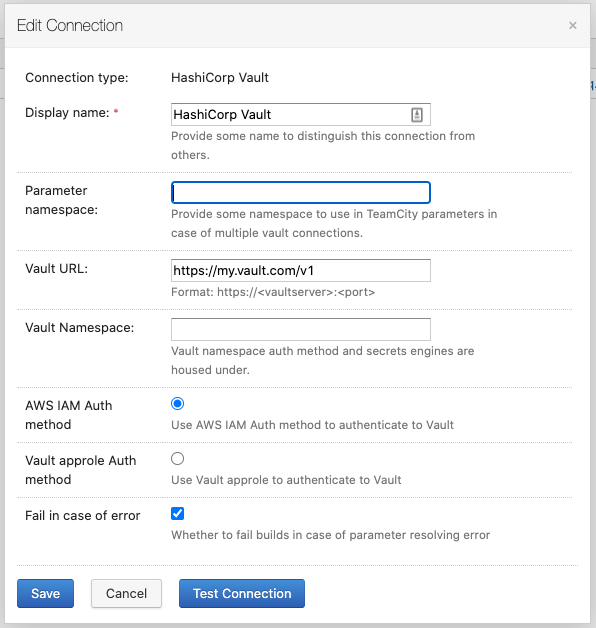 Edit Connection
×
Connection type: HashiCorp Vault
Display name: * HashiCorp Vault
Provide some name to distinguish this connection from
others.
Parameter
namespace:
Provide some namespace to use in TeamCity parameters in
case of multiple vault connections.
Vault URL: https://my.vault.com/v1
Format: https://<vaultserver>:<port>
Vault Namespace:
Vault namespace auth method and secrets engines are
housed under.
AWS IAM Auth
method
Use AWS IAM Auth method to authenticate to Vault
Vault approle Auth
method
Use Vault approle to authenticate to Vault
Fail in case of error
Whether to fail builds in case of parameter resolving error
Save Cancel Test Connection